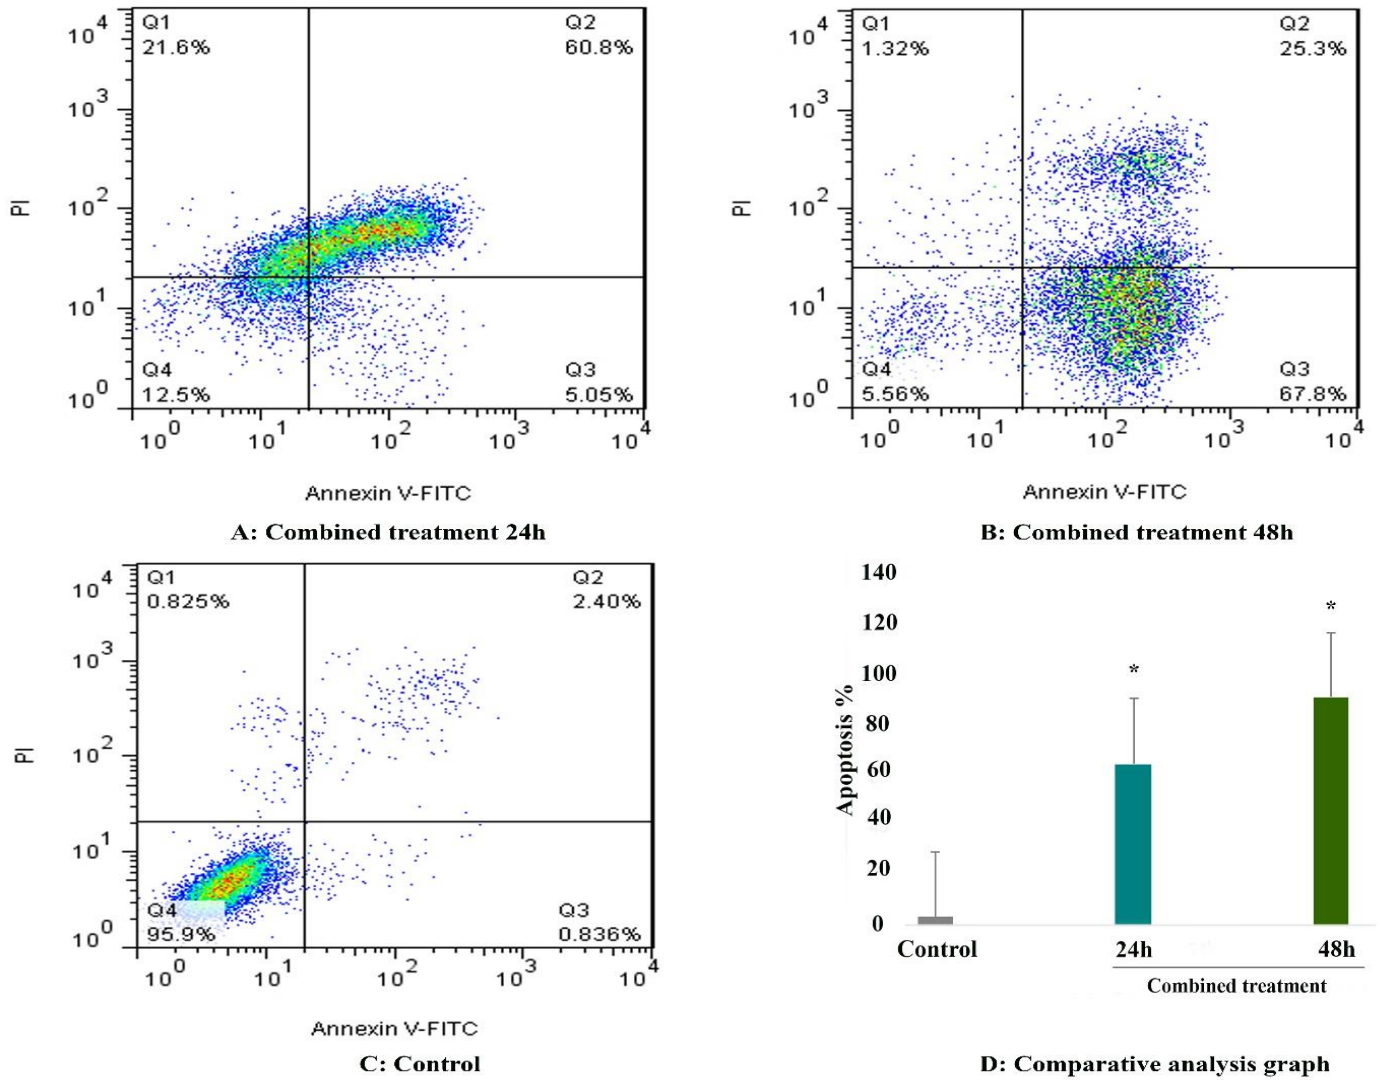 Q1
21.6%
Q2
60.8%
10^4
10^3
10^2
10^1
10^0
PI
Q4
12.5%
Q3
5.05%
10^0 10^1 10^2 10^3 10^4
Annexin V-FITC
A: Combined treatment 24h
Q1
1.32%
Q2
25.3%
10^4
10^3
10^2
10^1
10^0
PI
Q4
5.56%
Q3
67.8%
10^0 10^1 10^2 10^3 10^4
Annexin V-FITC
B: Combined treatment 48h
Q1
0.825%
Q2
2.40%
10^4
10^3
10^2
10^1
10^0
PI
Q4
95.9%
Q3
0.836%
10^0 10^1 10^2 10^3 10^4
Annexin V-FITC
C: Control
140
120
100
80
60
40
20
0
Apoptosis %
*
*
Control 24h 48h
Combined treatment
D: Comparative analysis graph